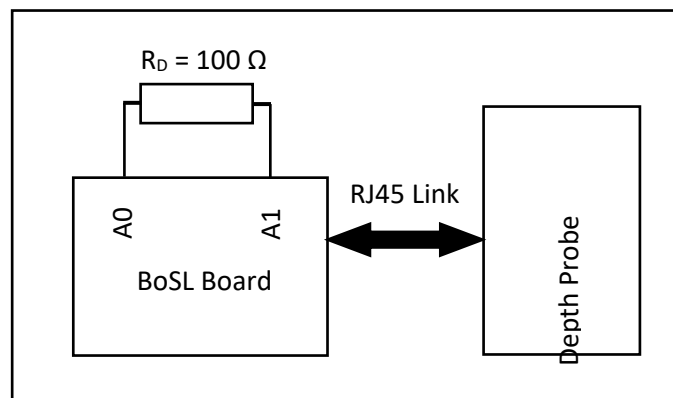 R_D = 100 Ω
A0
A1
RJ45 Link
BoSL Board
Depth Probe